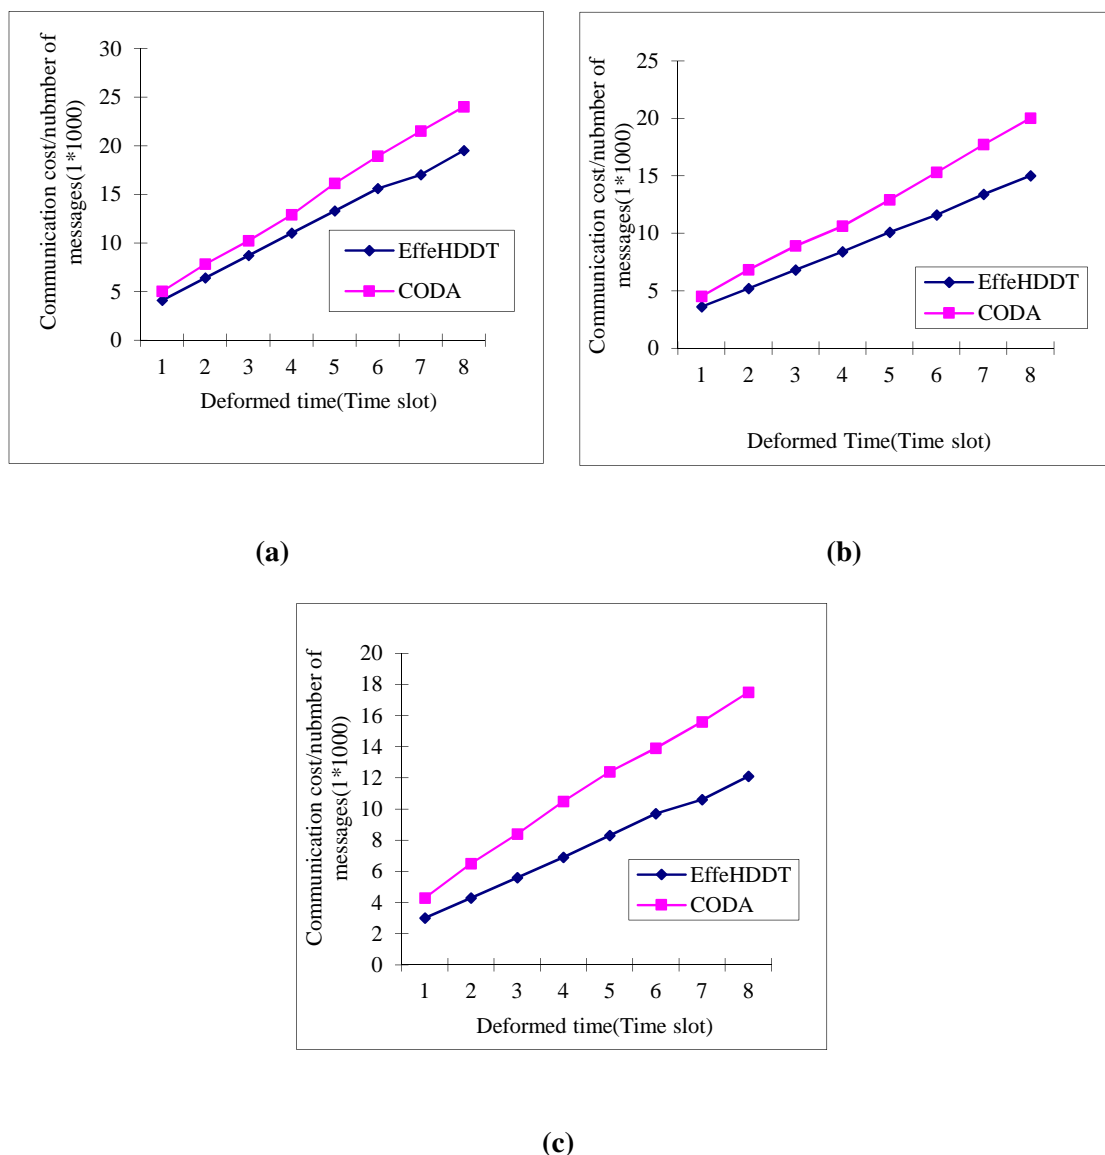 Communication cost/nubmber of
messages(1*1000)
30
25
20
15
10
5
0
EffeHDDT
CODA
1 2 3 4 5 6 7 8
Deformed time(Time slot)
(a)
Communication cost/nubmber of
messages(1*1000)
25
20
15
10
5
0
EffeHDDT
CODA
1 2 3 4 5 6 7 8
Deformed Time(Time slot)
(b)
Communication cost/nubmber of
messages(1*1000)
20
18
16
14
12
10
8
6
4
2
0
EffeHDDT
CODA
1 2 3 4 5 6 7 8
Deformed time(Time slot)
(c)